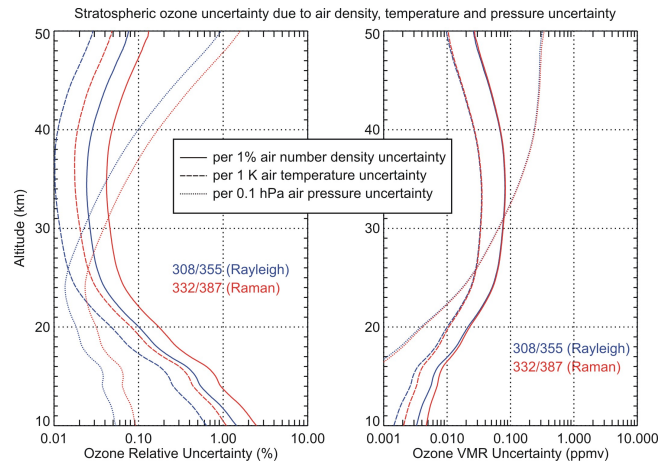 Stratospheric ozone uncertainty due to air density, temperature and pressure uncertainty
50
40
30
20
10
Altitude (km)
0.01
0.10
1.00
10.00
Ozone Relative Uncertainty (%)
308/355 (Rayleigh)
332/387 (Raman)
per 1% air number density uncertainty
per 1 K air temperature uncertainty
per 0.1 hPa air pressure uncertainty
50
40
30
20
10
308/355 (Rayleigh)
332/387 (Raman)
0.001
0.010
0.100
1.000
10.000
Ozone VMR Uncertainty (ppmv)